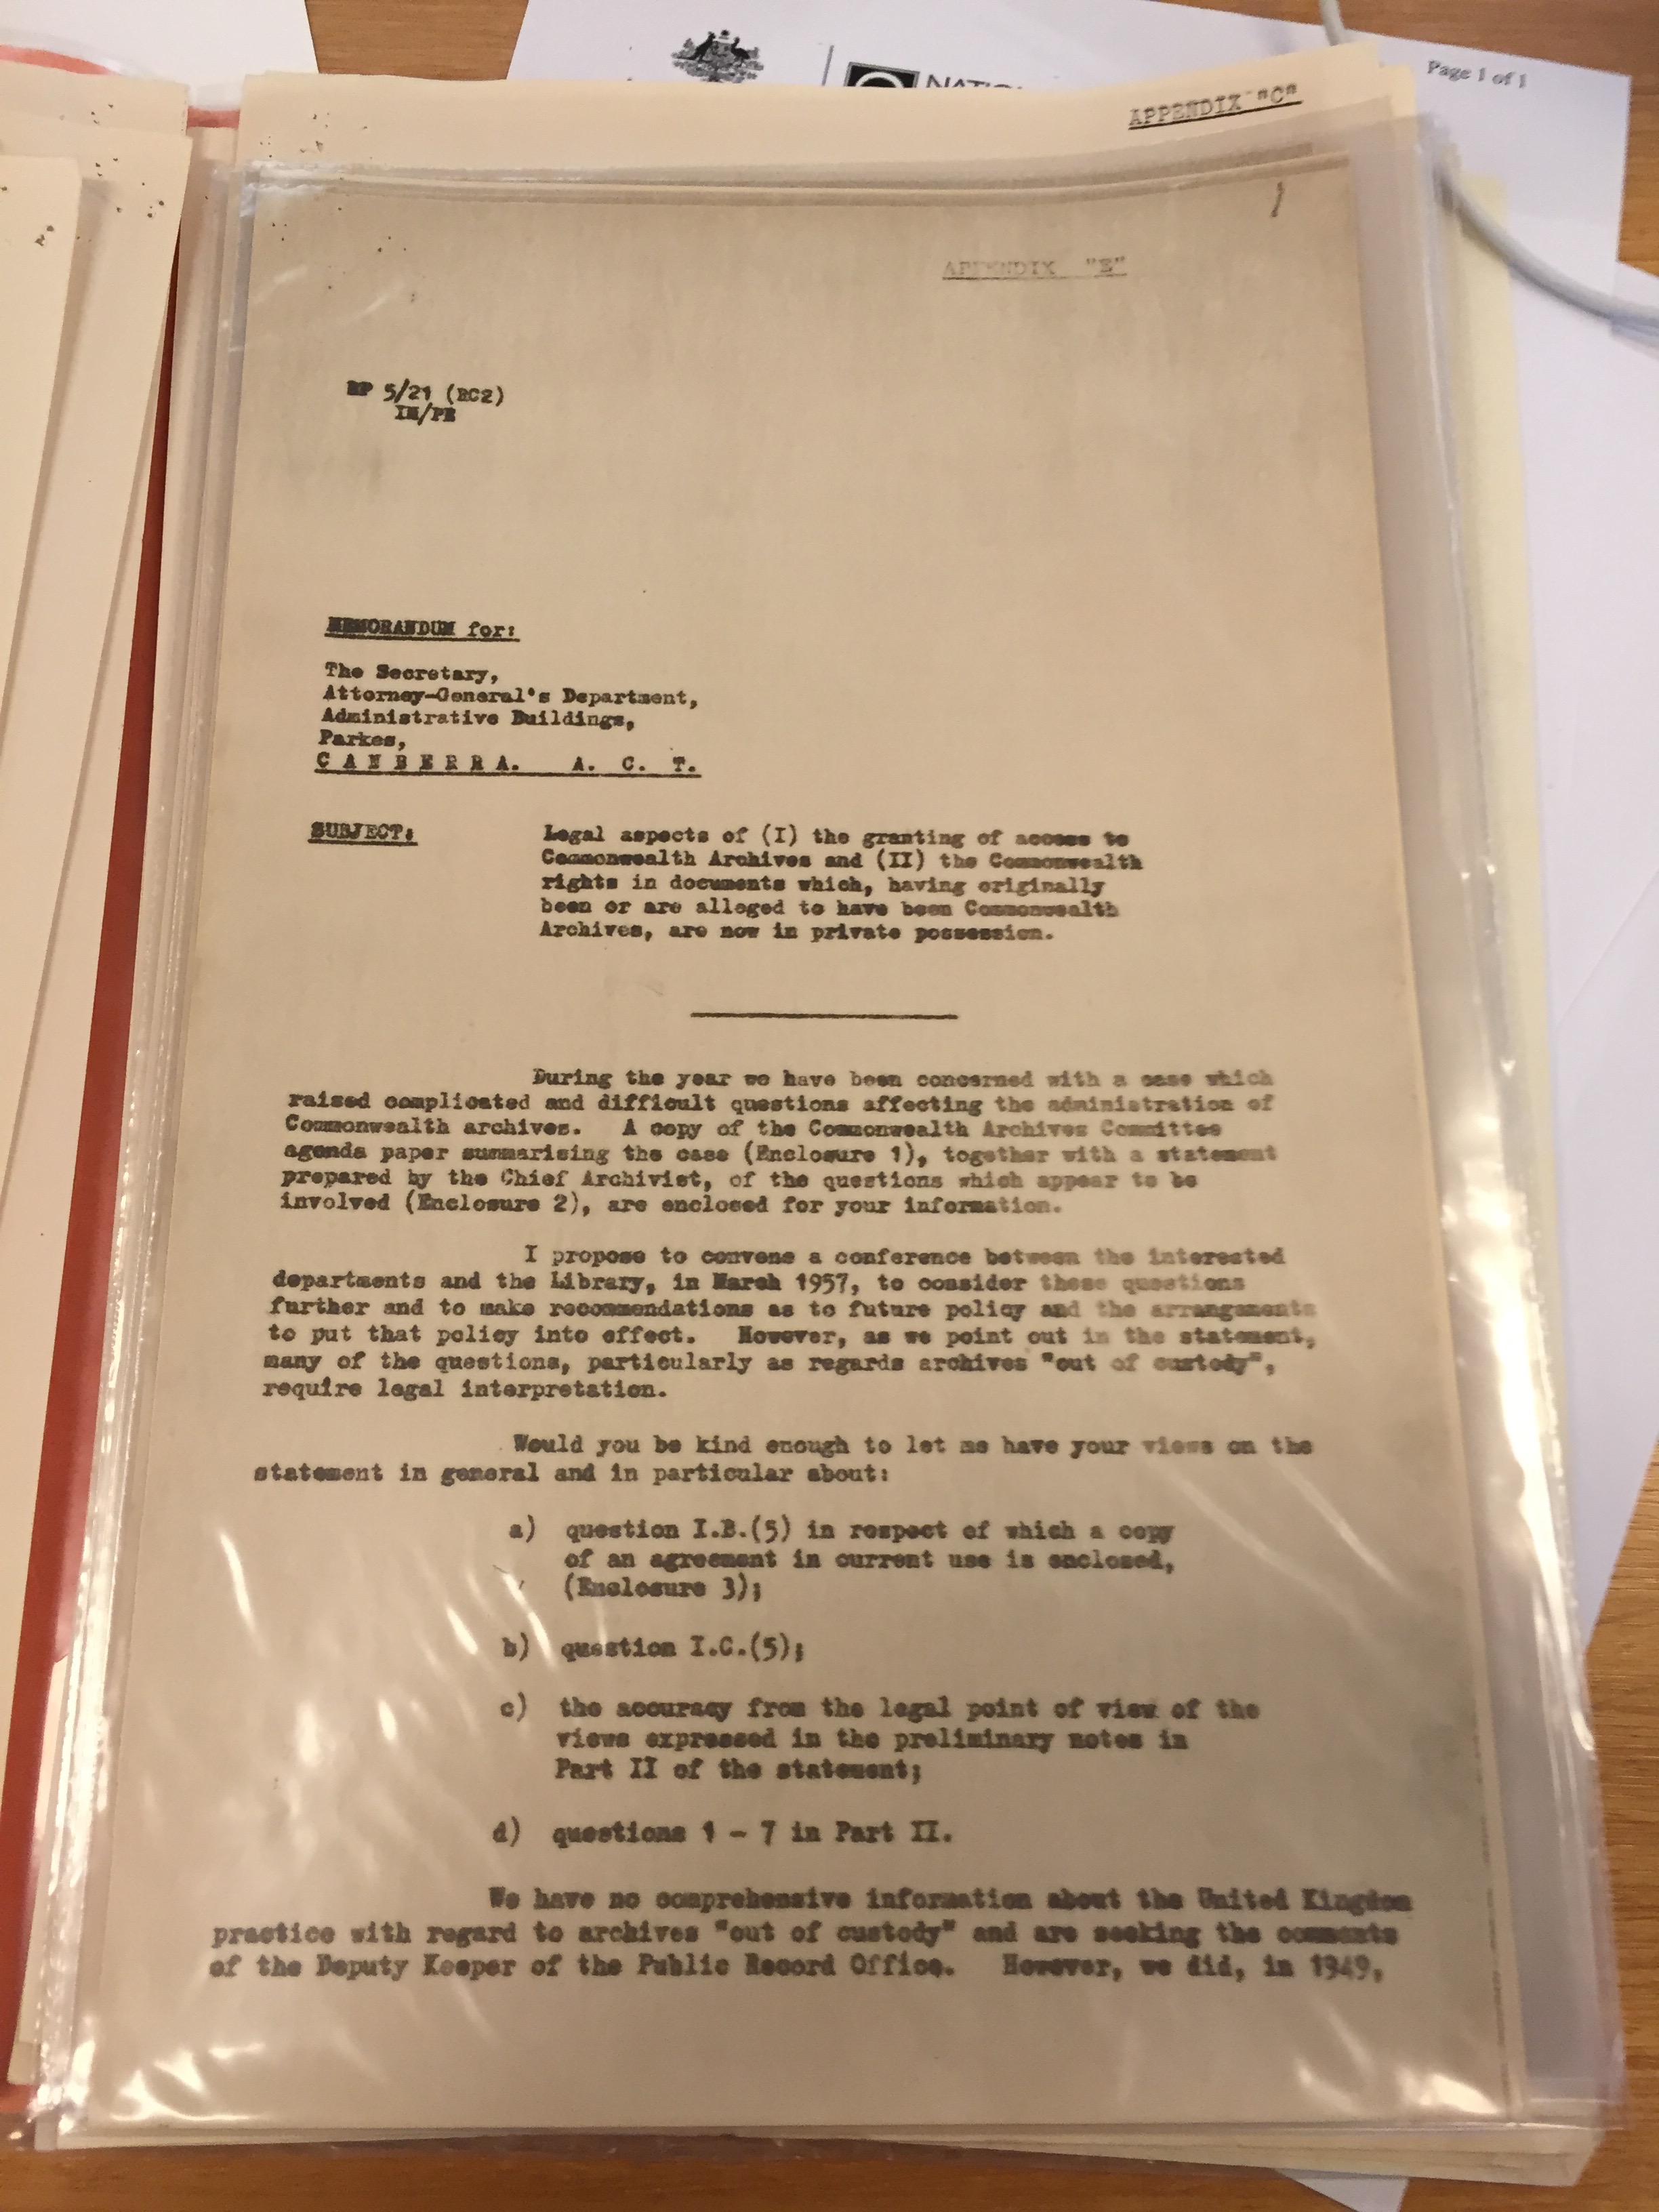 Page 1 of 1
APPENDIX "C"
APPENDIX "E"
5/21 (RC2)
MEMORANDUM for:
The Secretary,
Attorney-General's Department,
Administrative Buildings,
Parkes,
C A N B E R R A. A. C. T.
SUBJECT:
Legal aspects of (I) the granting of access to
Commonwealth Archives and (II) the Commonwealth
rights in documents which, having originally
been or are alleged to have been Commonwealth
Archives, are now in private possession.
During the year we have been concerned with a case which
raised complicated and difficult questions affecting the administration of
Commonwealth archives. A copy of the Commonwealth Archives Committee
agenda paper summarising the case (Enclosure 1), together with a statement
prepared by the Chief Archivist, of the questions which appear to be
involved (Enclosure 2), are enclosed for your information.
I propose to convene a conference between the interested
departments and the Library, in March 1957, to consider these questions
further and to make recommendations as to future policy and the arrangements
to put that policy into effect. However, as we point out in the statement,
many of the questions, particularly as regards archives "out of custody",
require legal interpretation.
Would you be kind enough to let me have your views on the
statement in general and in particular about:
a) question I.B.(5) in respect of which a copy
of an agreement in current use is enclosed,
(Enclosure 3);
b) question I.C.(5);
c) the accuracy from the legal point of view of the
views expressed in the preliminary notes in
Part II of the statement;
d) questions 1 - 7 in Part II.
We have no comprehensive information about the United Kingdom
practice with regard to archives "out of custody" and are seeking the comments
of the Deputy Keeper of the Public Record Office. However, we did, in 1949,